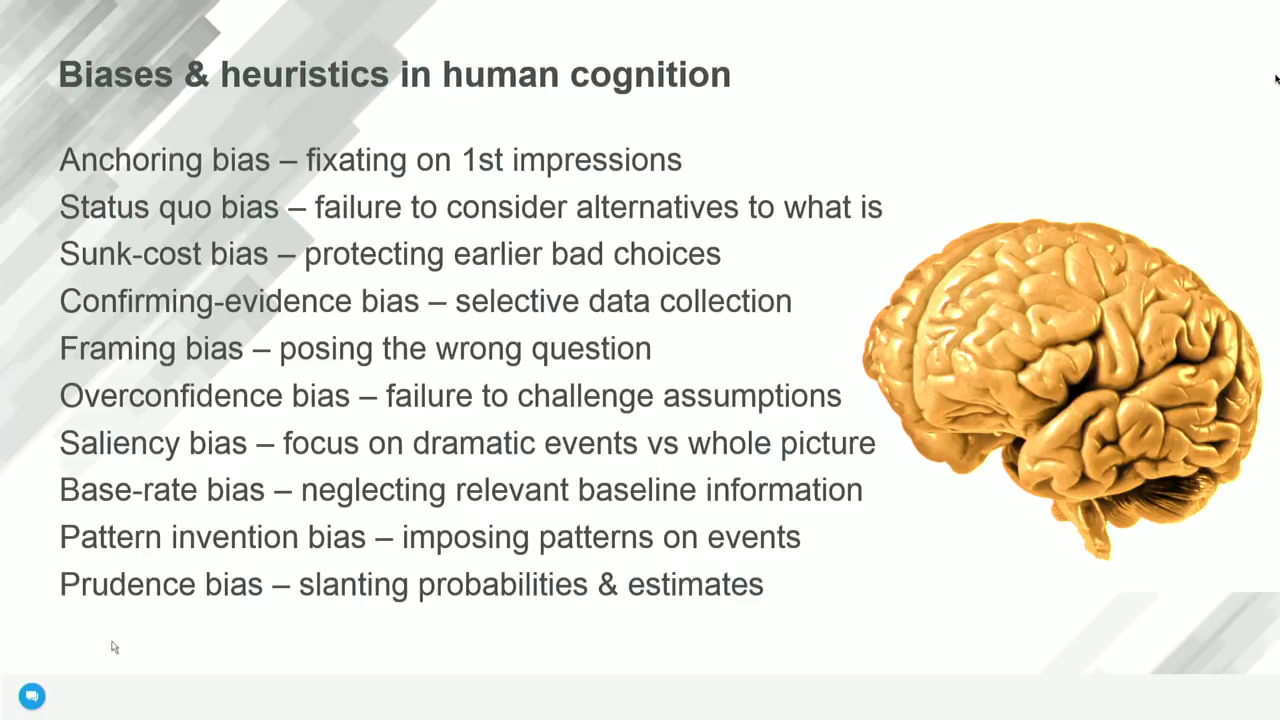 Biases & heuristics in human cognition
Anchoring bias – fixating on 1st impressions
Status quo bias – failure to consider alternatives to what is
Sunk-cost bias – protecting earlier bad choices
Confirming-evidence bias – selective data collection
Framing bias – posing the wrong question
Overconfidence bias – failure to challenge assumptions
Saliency bias – focus on dramatic events vs whole picture
Base-rate bias – neglecting relevant baseline information
Pattern invention bias – imposing patterns on events
Prudence bias – slanting probabilities & estimates